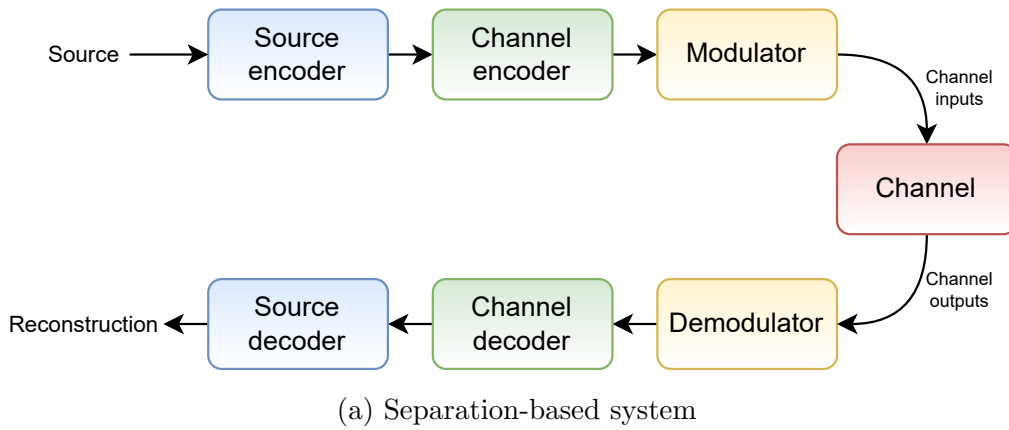 Source
Source
encoder
Channel
encoder
Modulator
Channel
inputs
Channel
Channel
outputs
Demodulator
Channel
decoder
Source
decoder
Reconstruction
(a) Separation-based system